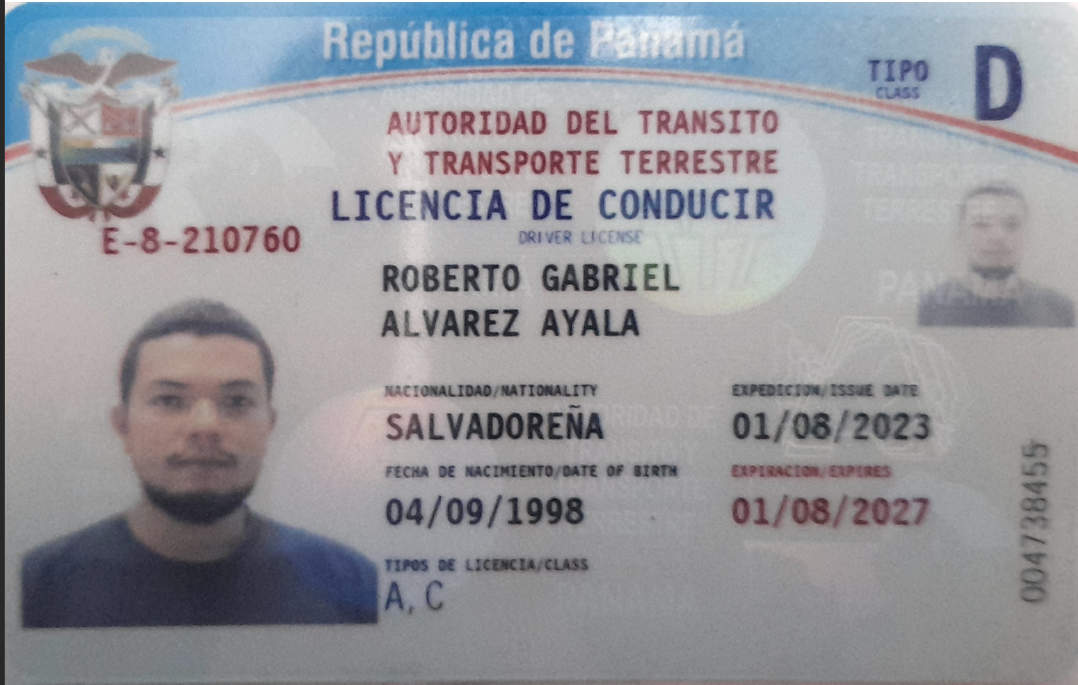 República de Panamá
TIPO
CLASS
D
AUTORIDAD DEL TRANSITO
Y TRANSPORTE TERRESTRE
LICENCIA DE CONDUCIR
DRIVER LICENSE
E-8-210760
ROBERTO GABRIEL
ALVAREZ AYALA
NACIONALIDAD/NATIONALITY
SALVADOREÑA
EXPEDICION/ISSUE DATE
01/08/2023
FECHA DE NACIMIENTO/DATE OF BIRTH
04/09/1998
EXPIRACION/EXPIRES
01/08/2027
TIPOS DE LICENCIA/CLASS
A, C
004738455
PANAMA